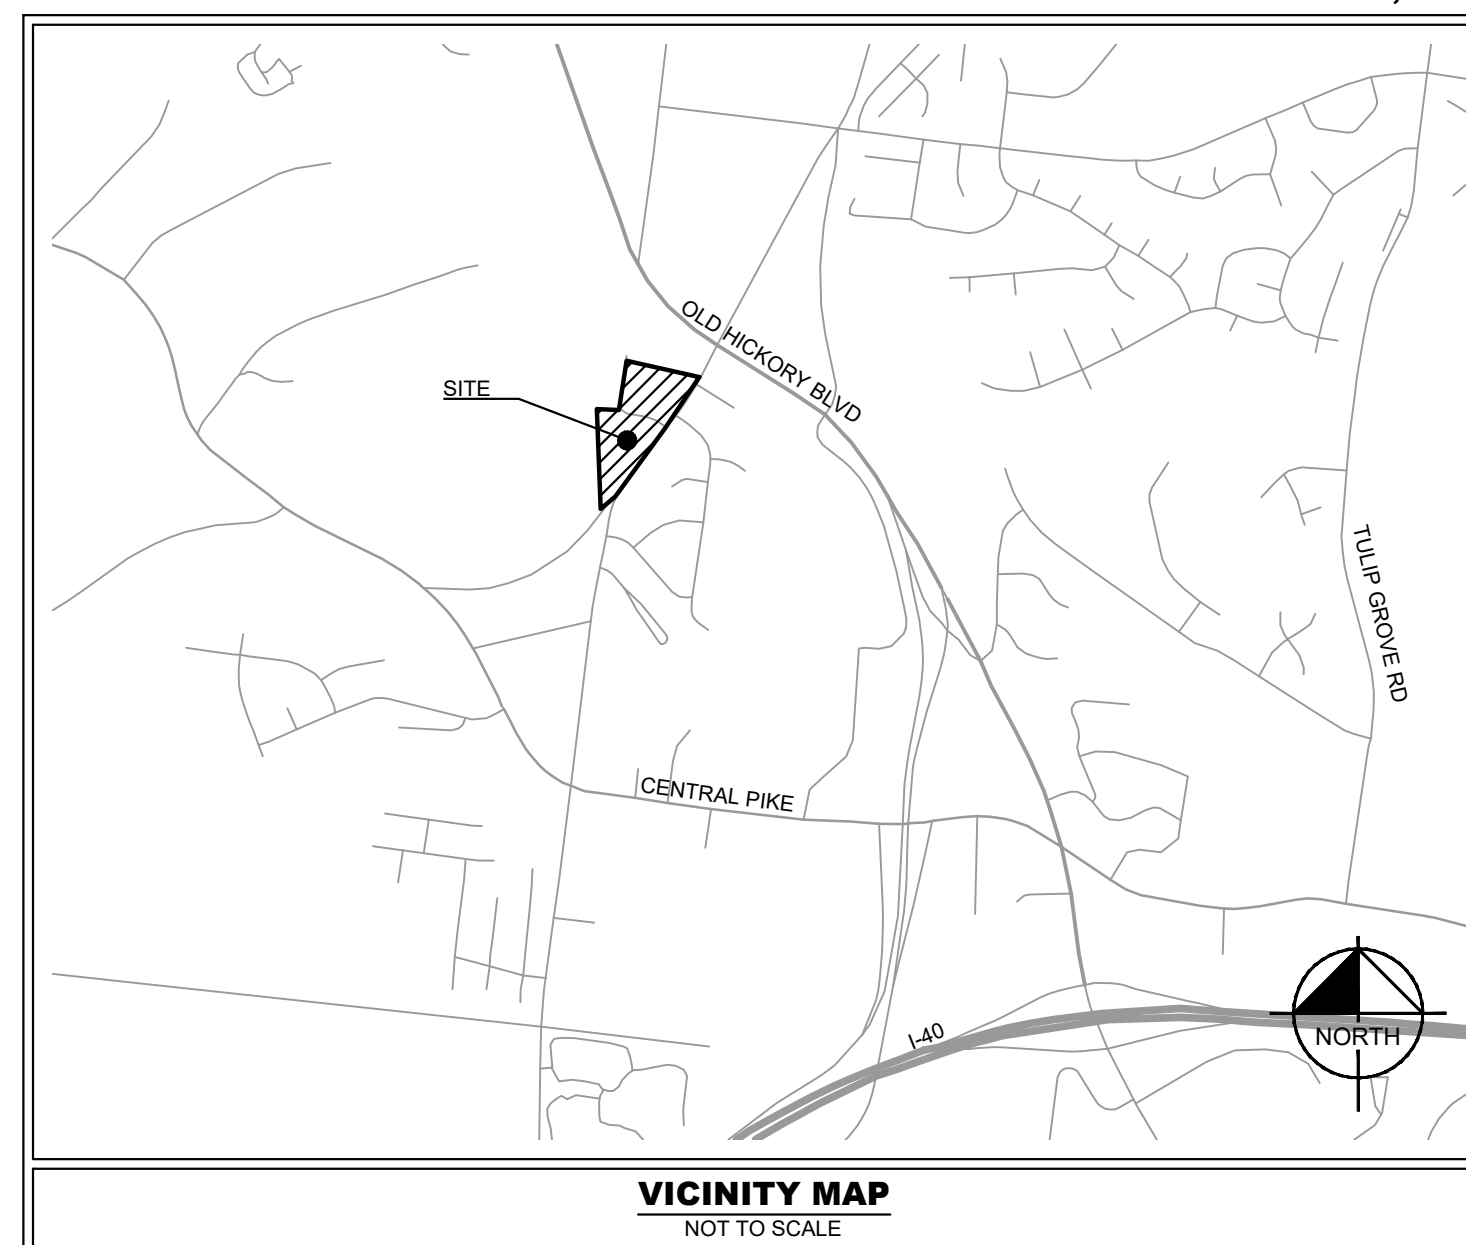 OLD HICKORY BLVD
SITE
TULIP GROVE RD
CENTRAL PIKE
I-40
NORTH
VICINITY MAP
NOT TO SCALE